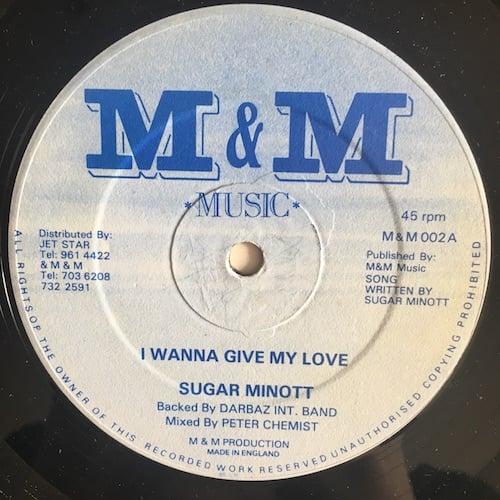 M & M
*MUSIC*
Distributed By:
JET STAR
Tel: 961 4422
& M & M
Tel: 703 6208
732 2591
45 rpm
M & M 002 A
Published By:
M&M Music
SONG
WRITTEN BY
SUGAR MINOTT
I WANNA GIVE MY LOVE
SUGAR MINOTT
Backed By DARBAZ INT. BAND
Mixed By PETER CHEMIST
M & M PRODUCTION
MADE IN ENGLAND
ALL RIGHTS OF THE OWNER OF THIS RECORDED WORK RESERVED UNAUTHORISED COPYING PROHIBITED